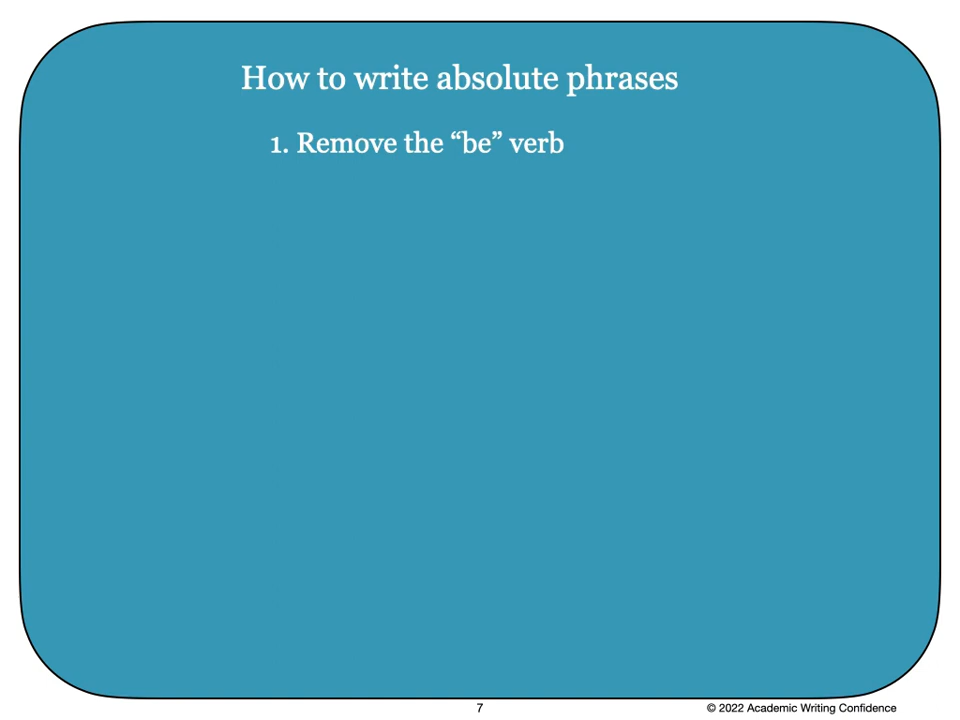 How to write absolute phrases
1. Remove the “be” verb
7
© 2022 Academic Writing Confidence